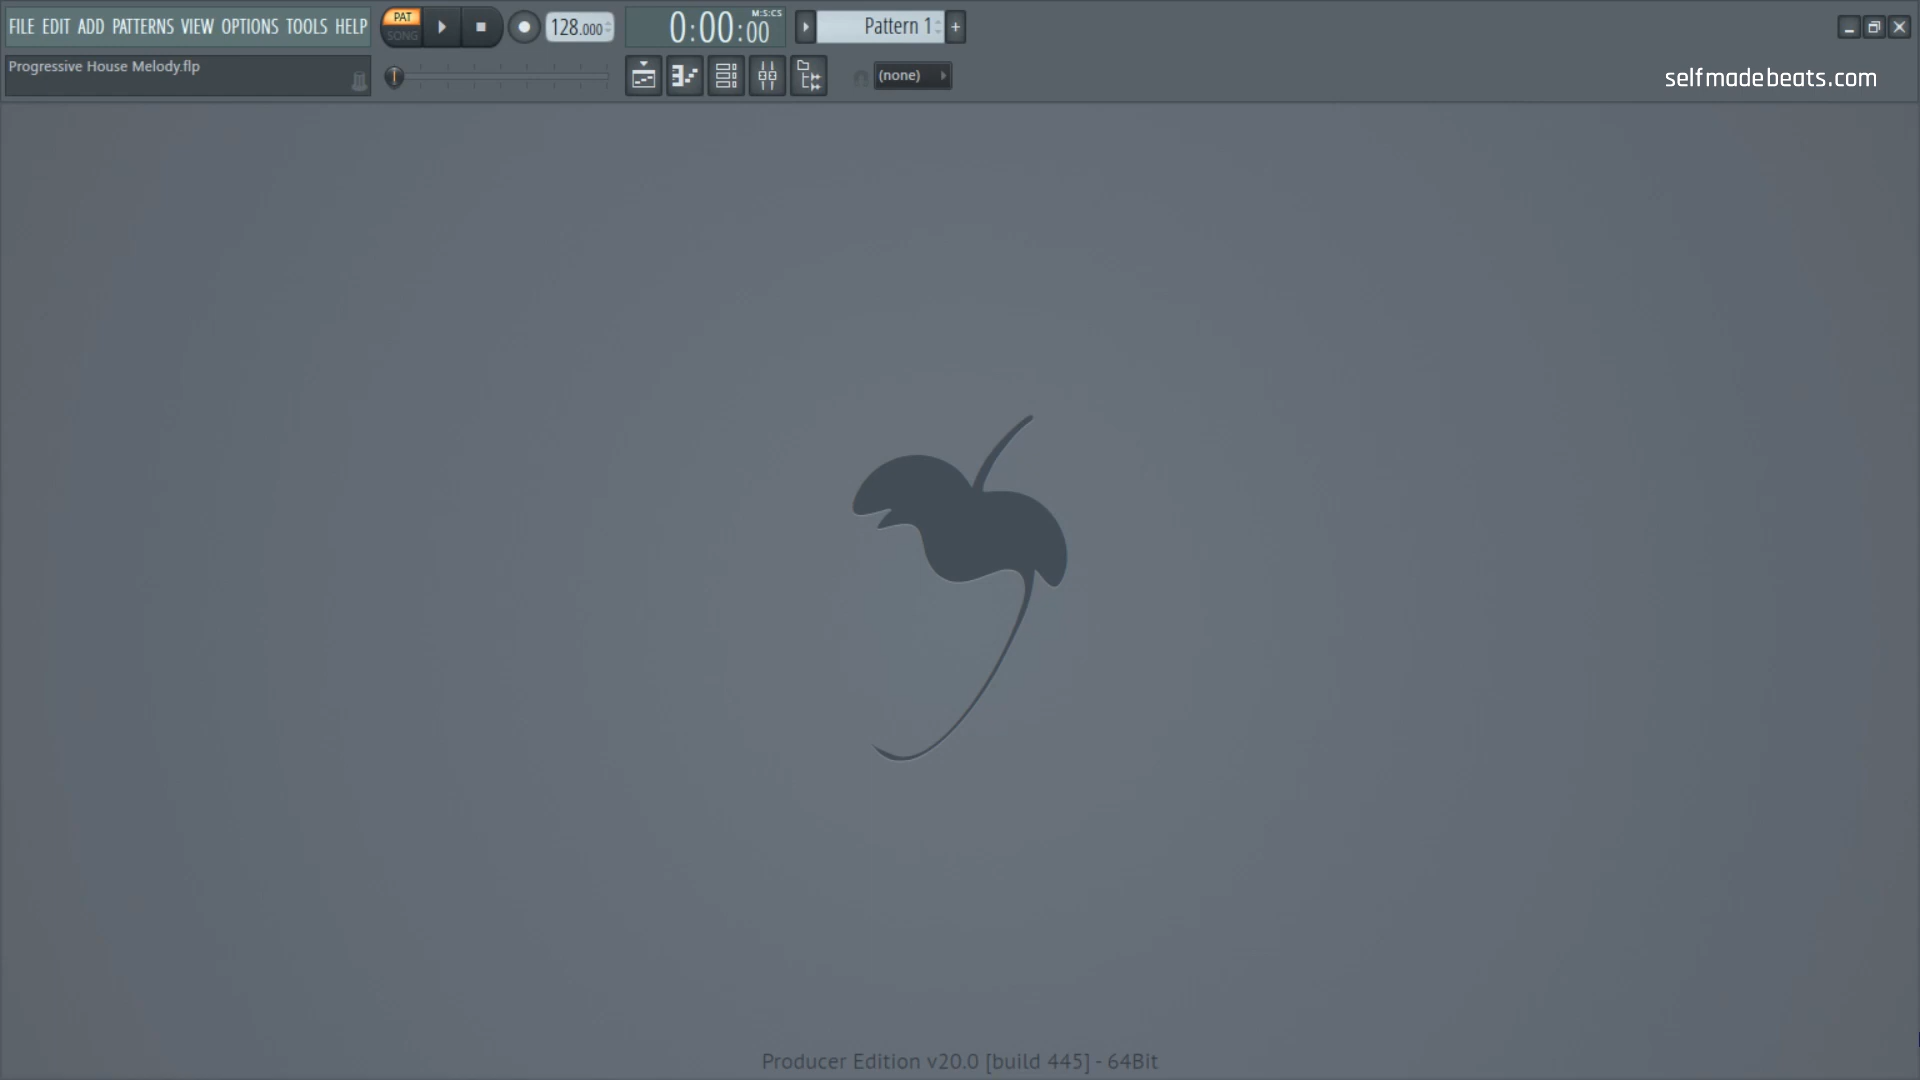 FILE EDIT ADD PATTERNS VIEW OPTIONS TOOLS HELP
PAT
SONG
128.000
M:S:CS
0:00:00
Pattern 1
+
Progressive House Melody.flp
(none)
selfmadebeats.com
Producer Edition v20.0 [build 445] - 64Bit